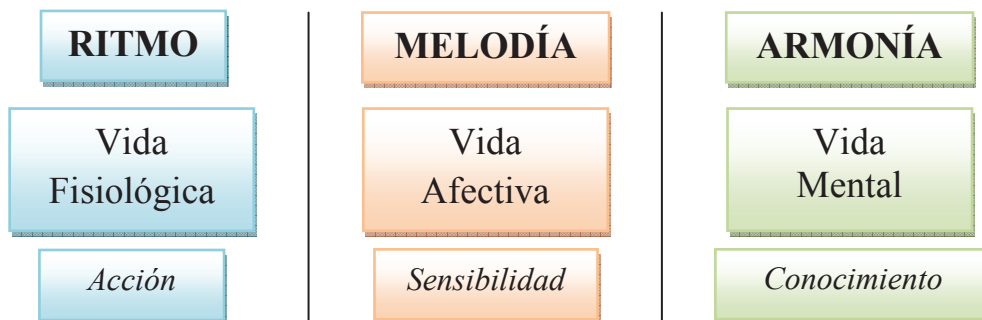 RITMO
Vida
Fisiológica
Acción
MELODÍA
Vida
Afectiva
Sensibilidad
ARMONÍA
Vida
Mental
Conocimiento